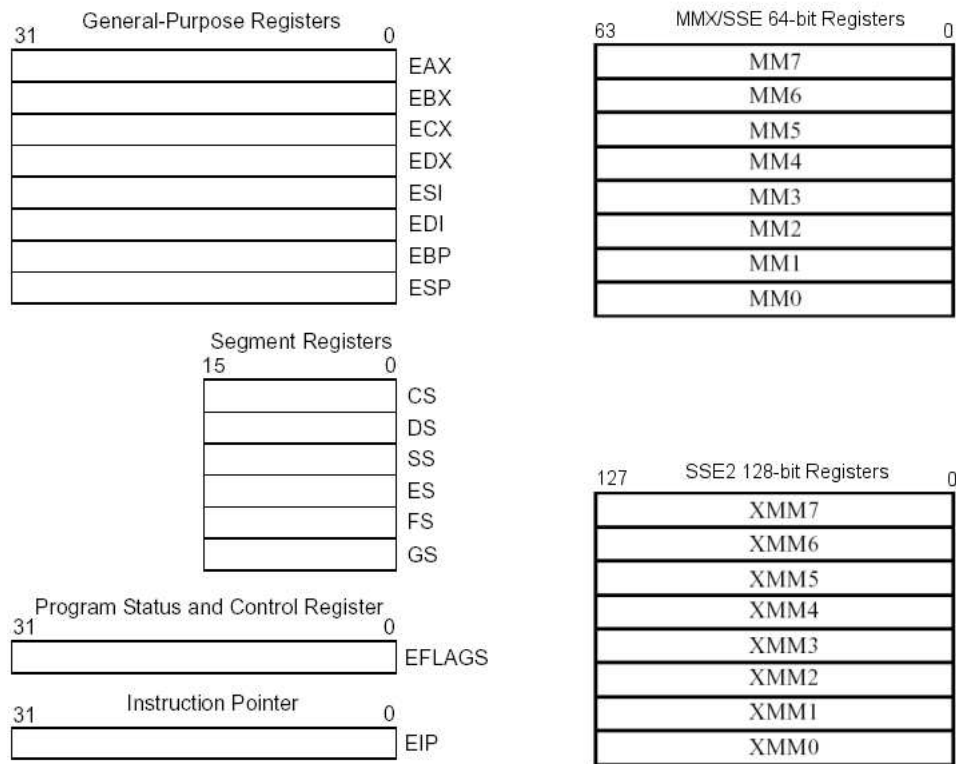 General-Purpose Registers
31 0
EAX
EBX
ECX
EDX
ESI
EDI
EBP
ESP
Segment Registers
15 0
CS
DS
SS
ES
FS
GS
Program Status and Control Register
31 0
EFLAGS
Instruction Pointer
31 0
EIP
MMX/SSE 64-bit Registers
63 0
MM7
MM6
MM5
MM4
MM3
MM2
MM1
MM0
SSE2 128-bit Registers
127 0
XMM7
XMM6
XMM5
XMM4
XMM3
XMM2
XMM1
XMM0